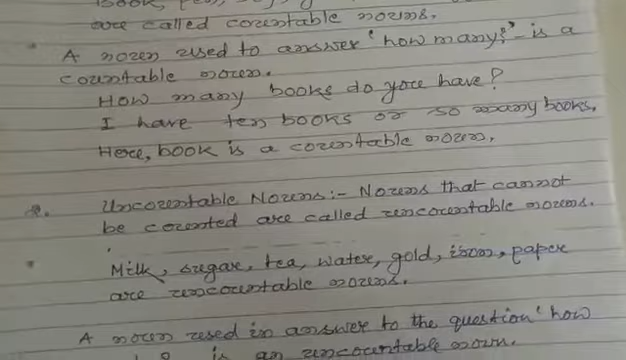 Book, pen,
are called countable nouns.
A noun used to answer 'how many?' is a
countable noun.
How many books do you have?
I have ten books or so many books.
Here, book is a countable noun.
2. Uncountable Nouns:- Nouns that cannot
be counted are called uncountable nouns.
Milk, sugar, tea, water, gold, iron, paper
are uncountable nouns.
A noun used in answer to the question 'how
is an uncountable noun.